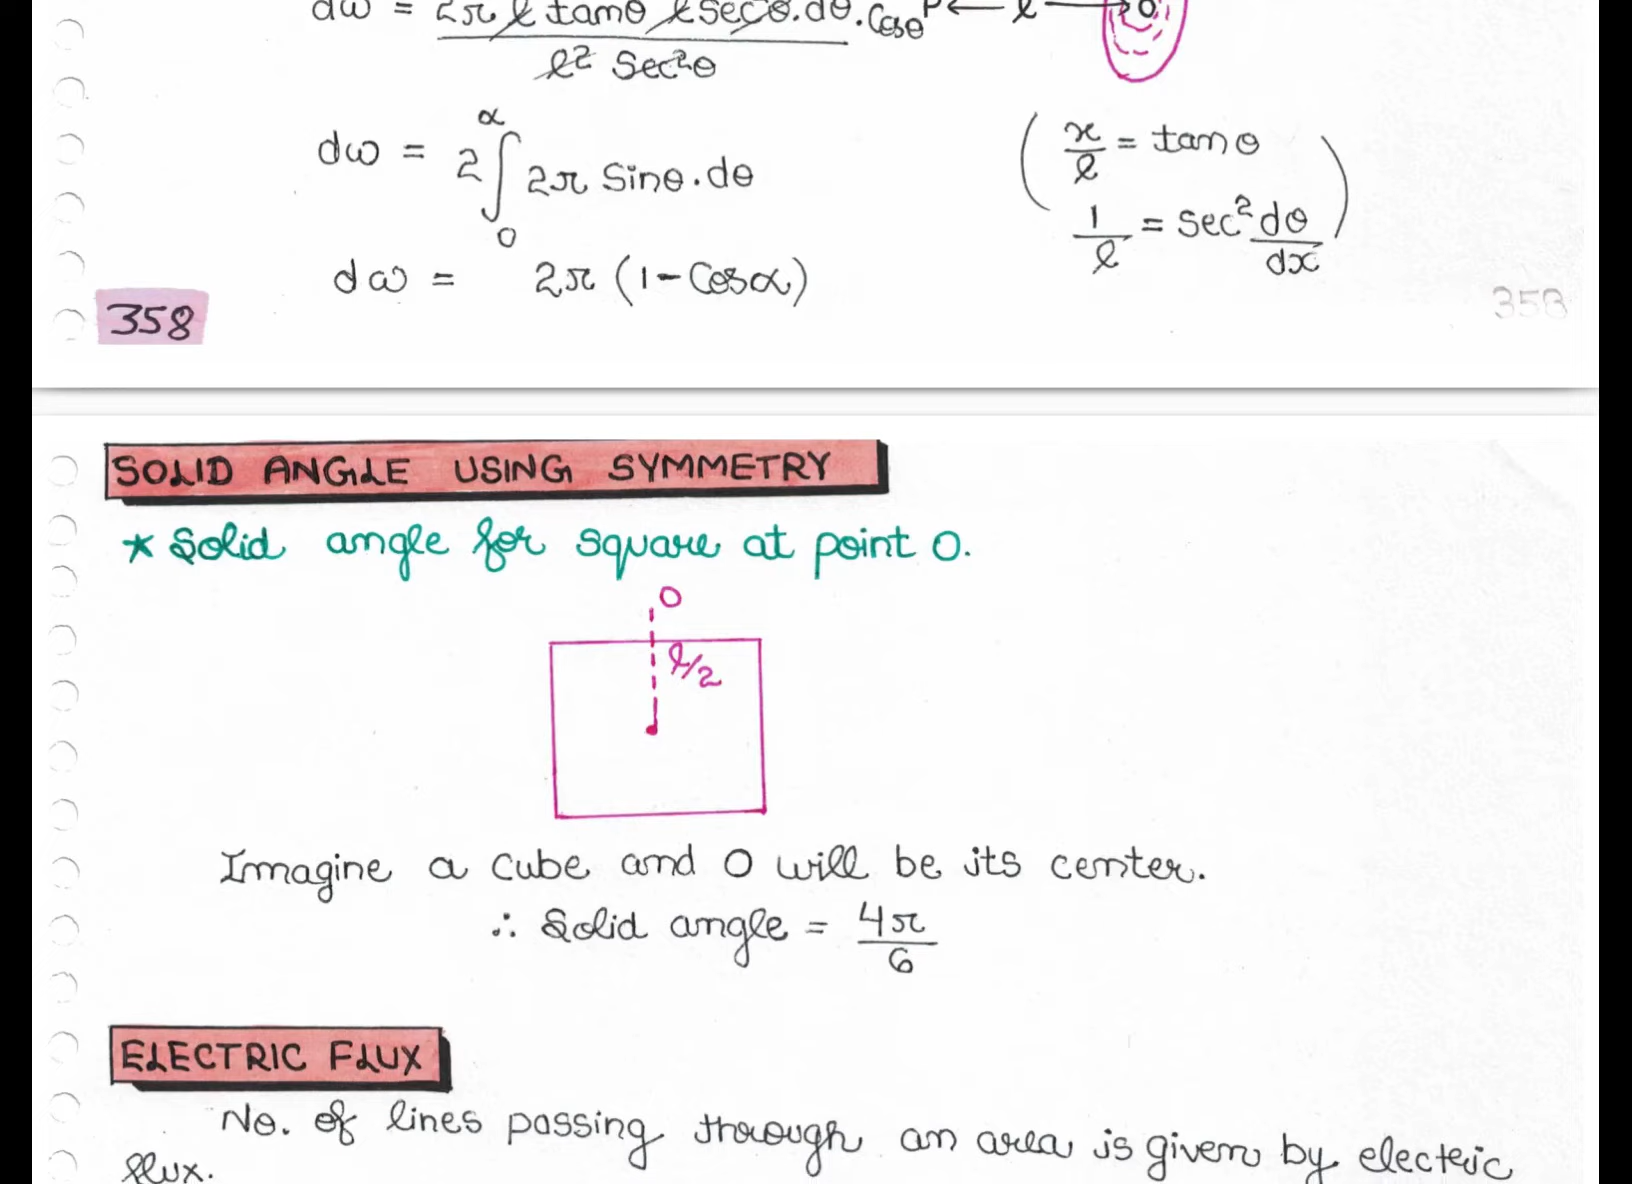 dω = 2π ℓ tanθ ℓ sec²θ.dθ . Cosθ P ← ℓ → O
ℓ² Sec²θ
dω = 2 ∫₀^α 2π Sinθ.dθ
( x/ℓ = tanθ
1/ℓ = sec² dθ/dx )
dω = 2π (1-Cosα)
358
358
SOLID ANGLE USING SYMMETRY
* Solid angle for square at point O.
O
ℓ/2
Imagine a cube and O will be its center.
∴ Solid angle = 4π/6
ELECTRIC FLUX
No. of lines passing through an area is given by electric
flux.